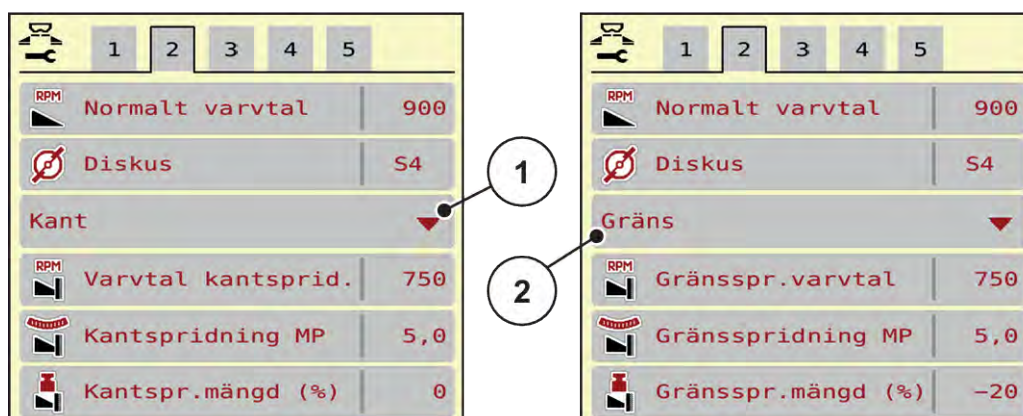 1 2 3 4 5
RPM Normalt varvtal 900
Diskus S4
Kant
RPM Varvtal kantsprid. 750
Kantspridning MP 5,0
Kantspr.mängd (%) 0
1
2
1 2 3 4 5
RPM Normalt varvtal 900
Diskus S4
Gräns
RPM Gränsspr.varvtal 750
Gränsspridning MP 5,0
Gränsspr.mängd (%) −20